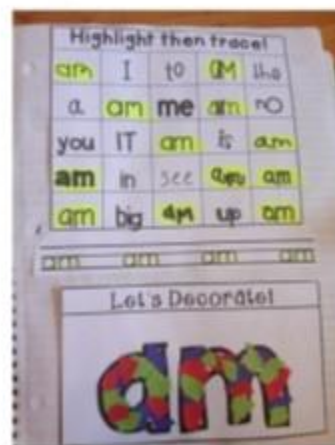 Highlight then trace!
am I to am the
a am me am no
you IT am is am
am in see am am
am big am up am
am am am am
Let's Decorate!
am